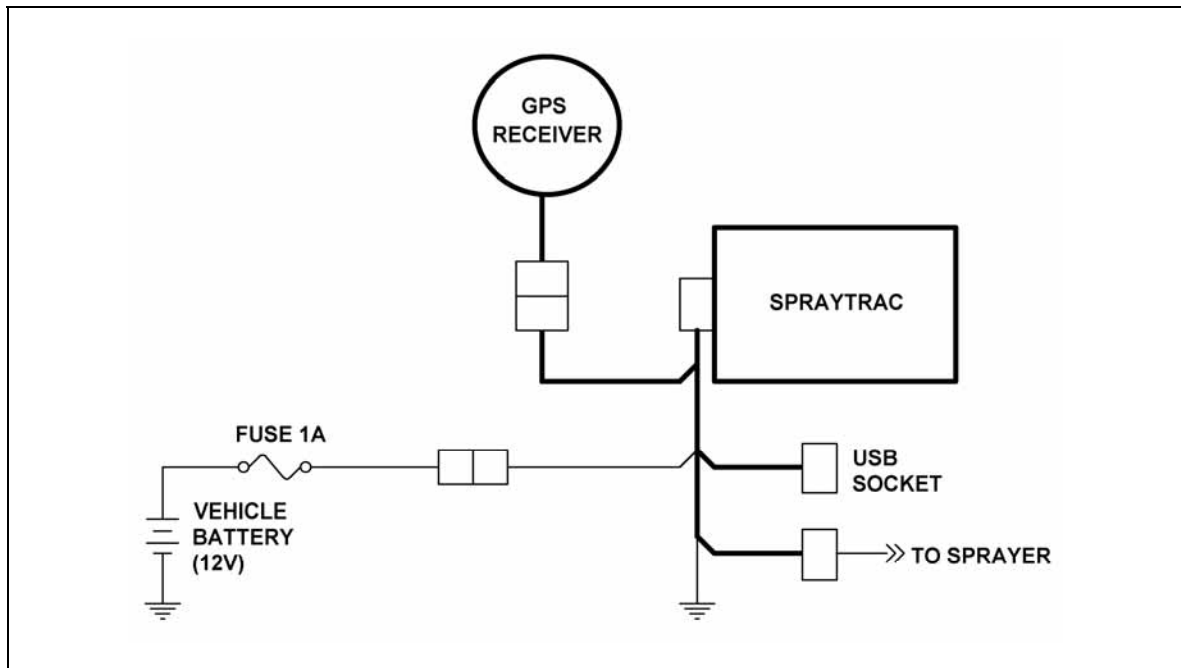 GPS
RECEIVER
SPRAYTRAC
FUSE 1A
USB
SOCKET
VEHICLE
BATTERY
(12V)
TO SPRAYER